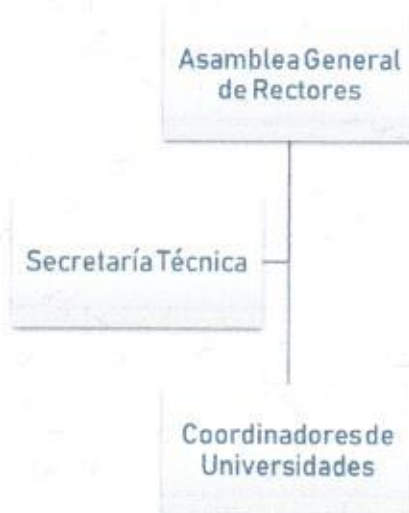 Asamblea General
de Rectores
Secretaría Técnica
Coordinadores de
Universidades